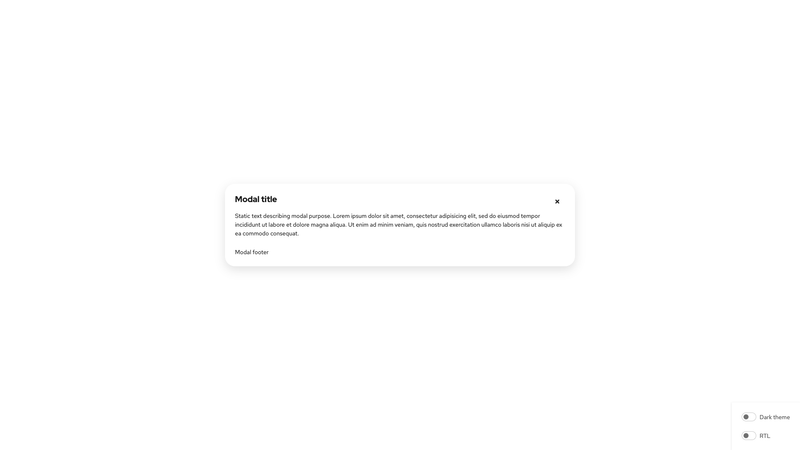 Modal title
Static text describing modal purpose. Lorem ipsum dolor sit amet, consectetur adipisicing elit, sed do eiusmod tempor
incididunt ut labore et dolore magna aliqua. Ut enim ad minim veniam, quis nostrud exercitation ullamco laboris nisi ut aliquip ex
ea commodo consequat.
Modal footer
Dark theme
RTL